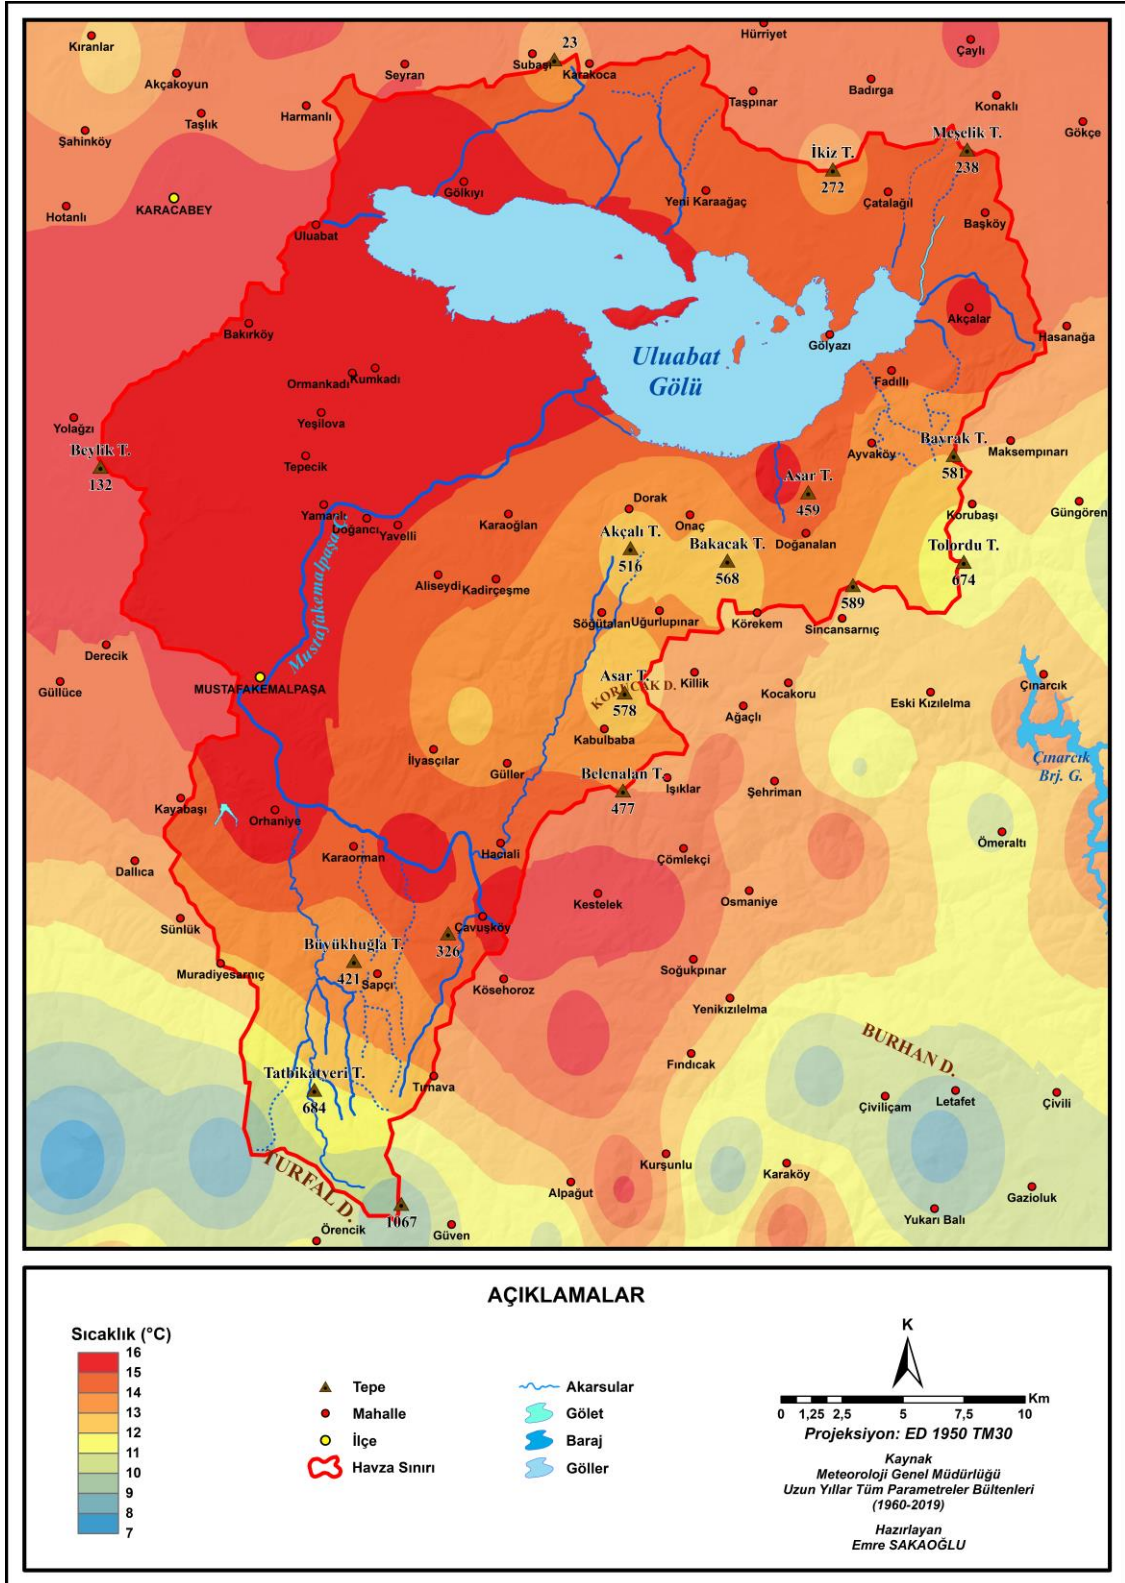 23
Hürriyet
Kıranlar
Subaşı
Karakoca
Çaylı
Seyran
Akçakoyun
Badırga
Taşpınar
Konaklı
Harmanlı
Taşlık
Gökçe
Şahinköy
Meşelik T.
238
İkiz T.
272
Gölkıyı
Yeni Karaağaç
Çatalağıl
KARACABEY
Hotanlı
Başköy
Uluabat
Akçalar
Bakırköy
Hasanağa
Gölyazı
Uluabat
Gölü
Ormankadı
Kumkadı
Fadıllı
Yeşilova
Yolağzı
Beylik T.
132
Tepecik
Bayrak T.
581
Maksempınarı
Ayvaköy
Asar T.
459
Yamanlı
Doğancı
Yavelli
Karaoğlan
Dorak
Onaç
Korubaşı
Güngören
Akçalı T.
516
Bakacak T.
568
Doğanalan
Tolordu T.
674
Mustafakemalpaşa Ç.
Aliseydi
Kadirçeşme
589
Söğütalan
Uğurlupınar
Körekem
Sincansarnıç
Derecik
Güllüce
MUSTAFAKEMALPAŞA
Asar T.
578
Killik
Kocakoru
Çınarcık
Eski Kızılelma
Ağaçlı
Kabulbaba
İlyasçılar
Güller
Çınarcık
Brj. G.
Belenalan T.
477
Işıklar
Şehriman
Kayabaşı
Orhaniye
Ömeraltı
Karaorman
Hacıali
Çömlekçi
Dallıca
Kestelek
Osmaniye
Sünlük
Çavuşköy
326
Büyükhuğla T.
421
Sapçı
Muradiyesarnıç
Kösehoroz
Soğukpınar
Yenikızılelma
BURHAN D.
Fındıcak
Tatbikatyeri T.
684
Tırnava
Çiviliçam
Letafet
Çivili
Kurşunlu
Karaköy
TURFAL D.
Alpağut
Gazioluk
Yukarı Balı
1067
Örencik
Güven
AÇIKLAMALAR
Sıcaklık (°C)
16
15
14
13
12
11
10
9
8
7
Tepe
Mahalle
İlçe
Havza Sınırı
Akarsular
Gölet
Baraj
Göller
K
Km
0 1,25 2,5 5 7,5 10
Projeksiyon: ED 1950 TM30
Kaynak
Meteoroloji Genel Müdürlüğü
Uzun Yıllar Tüm Parametreler Bültenleri
(1960-2019)
Hazırlayan
Emre SAKAOĞLU